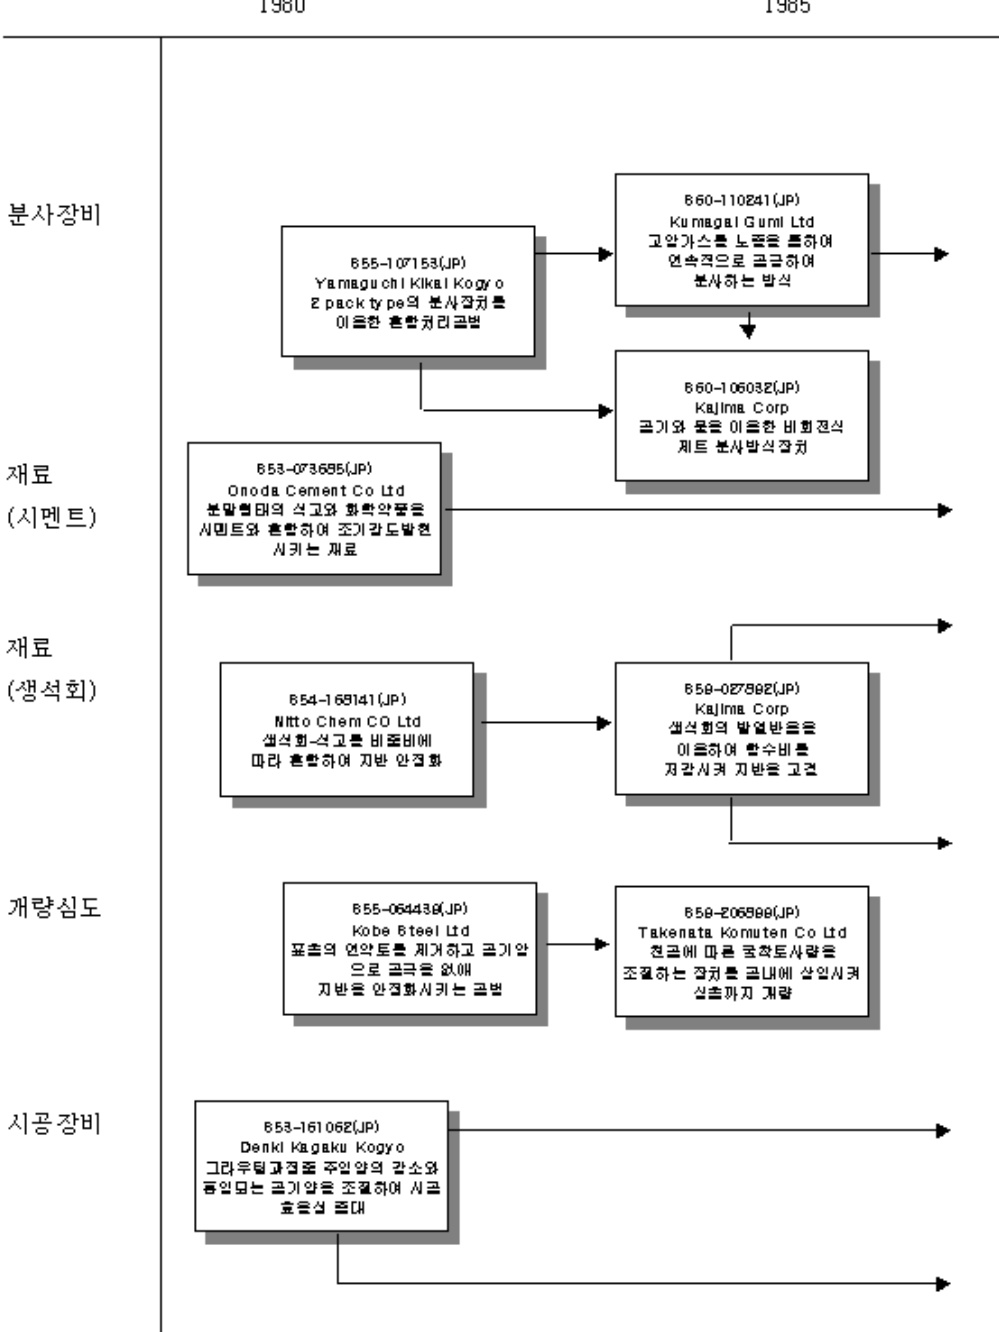 1980
1985
분사장비
S60-110241(JP)
Kumagai Gumi Ltd
고압가스를 노즐을 통하여
연속적으로 공급하여
분사하는 방식
S55-107153(JP)
Yamaguchi Kikai Kogyo
2 pack type의 분사장치를
이용한 혼합처리공법
S60-106032(JP)
Kajima Corp
공기와 물을 이용한 비회전식
제트 분사방식장치
재료
(시멘트)
S53-073695(JP)
Onoda Cement Co Ltd
분말형태의 석고와 화학약품을
시멘트와 혼합하여 조기강도발현
시키는 재료
재료
(생석회)
S54-159141(JP)
Nitto Chem CO Ltd
생석회-석고를 비중비에
따라 혼합하여 지반 안정화
S59-027992(JP)
Kajima Corp
생석회의 발열반응을
이용하여 함수비를
저감시켜 지반을 고결
개량심도
S55-064439(JP)
Kobe Steel Ltd
표층의 연약토를 제거하고 공기압
으로 공극을 없애
지반을 안정화시키는 공법
S59-206599(JP)
Takenata Komuten Co Ltd
천공에 따른 굴착토사량을
조절하는 장치를 공내에 삽입시켜
심층까지 개량
시공장비
S53-161062(JP)
Denki Kagaku Kogyo
그라우팅과정중 주입압의 감소와
통입되는 공기압을 조절하여 시공
효율성 증대